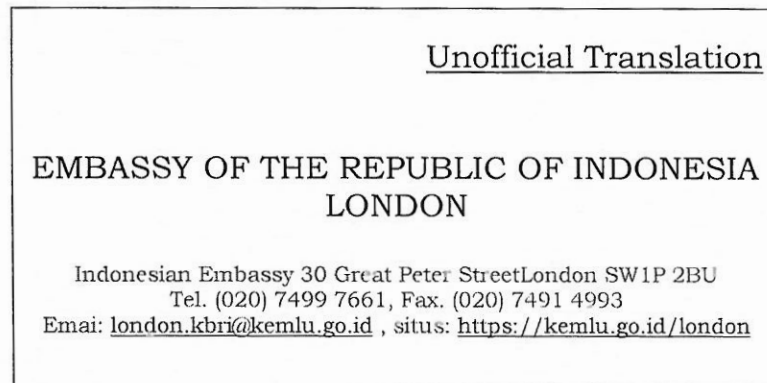 Unofficial Translation
EMBASSY OF THE REPUBLIC OF INDONESIA
LONDON
Indonesian Embassy 30 Great Peter StreetLondon SW1P 2BU
Tel. (020) 7499 7661, Fax. (020) 7491 4993
Emai: london.kbri@kemlu.go.id , situs: https://kemlu.go.id/london